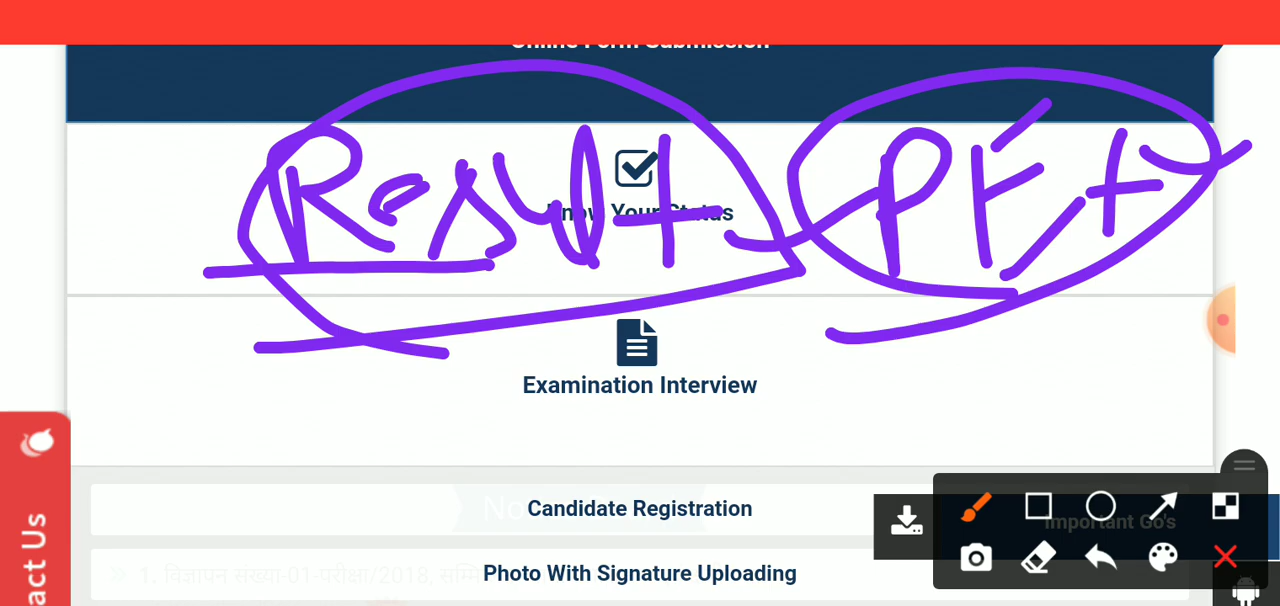 Online Form Submission
Result PET
Know Your Status
Examination Interview
Candidate Registration
Important Go's
Photo With Signature Uploading
1. विज्ञापन संख्या-01-परीक्षा/2018,
act Us